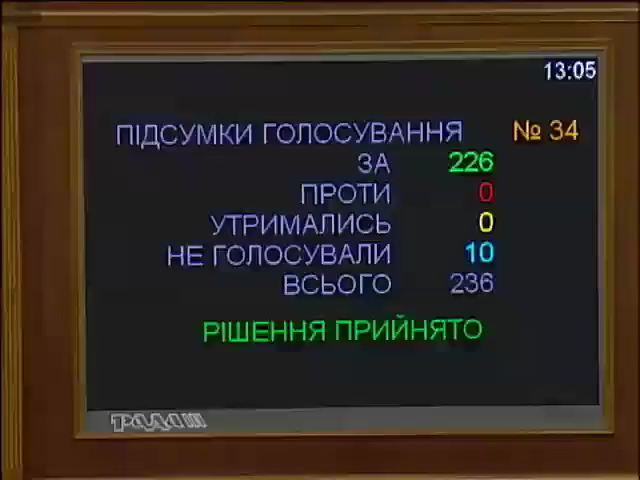 13:05
ПІДСУМКИ ГОЛОСУВАННЯ № 34
ЗА 226
ПРОТИ 0
УТРИМАЛИСЬ 0
НЕ ГОЛОСУВАЛИ 10
ВСЬОГО 236
РІШЕННЯ ПРИЙНЯТО
РАДА